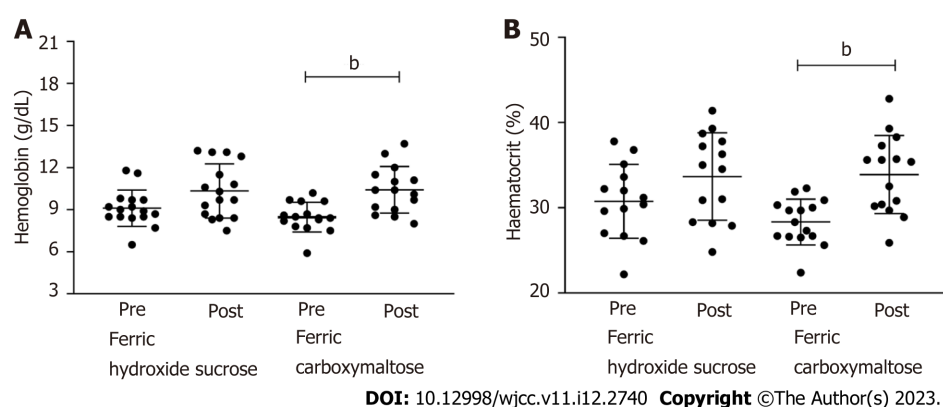 A
21
18
15
12
9
6
3
Hemoglobin (g/dL)
b
Pre Post Pre Post
Ferric Ferric
hydroxide sucrose carboxymaltose
B
50
40
30
20
Haematocrit (%)
b
Pre Post Pre Post
Ferric Ferric
hydroxide sucrose carboxymaltose
DOI: 10.12998/wjcc.v11.i12.2740 Copyright ©The Author(s) 2023.